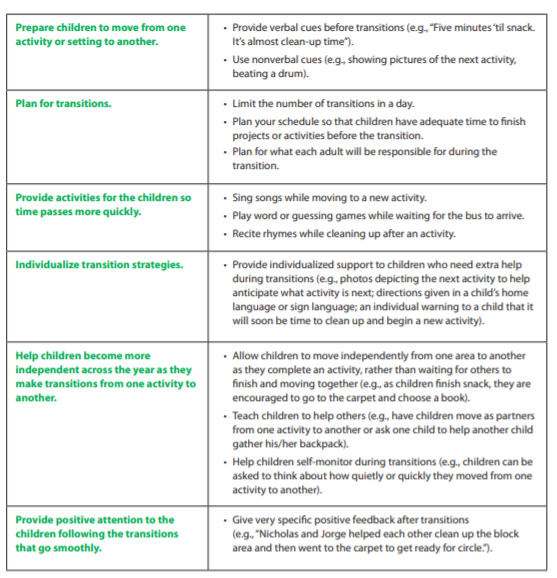 Prepare children to move from one
activity or setting to another.
• Provide verbal cues before transitions (e.g., “Five minutes ‘til snack.
It’s almost clean-up time”).
• Use nonverbal cues (e.g., showing pictures of the next activity,
beating a drum).
Plan for transitions.
• Limit the number of transitions in a day.
• Plan your schedule so that children have adequate time to finish
projects or activities before the transition.
• Plan for what each adult will be responsible for during the
transition.
Provide activities for the children so
time passes more quickly.
• Sing songs while moving to a new activity.
• Play word or guessing games while waiting for the bus to arrive.
• Recite rhymes while cleaning up after an activity.
Individualize transition strategies.
• Provide individualized support to children who need extra help
during transitions (e.g., photos depicting the next activity to help
anticipate what activity is next; directions given in a child’s home
language or sign language; an individual warning to a child that it
will soon be time to clean up and begin a new activity).
Help children become more
independent across the year as they
make transitions from one activity to
another.
• Allow children to move independently from one area to another
as they complete an activity, rather than waiting for others to
finish and moving together (e.g., as children finish snack, they are
encouraged to go to the carpet and choose a book).
• Teach children to help others (e.g., have children move as partners
from one activity to another or ask one child to help another child
gather his/her backpack).
• Help children self-monitor during transitions (e.g., children can be
asked to think about how quietly or quickly they moved from one
activity to another).
Provide positive attention to the
children following the transitions
that go smoothly.
• Give very specific positive feedback after transitions
(e.g., “Nicholas and Jorge helped each other clean up the block
area and then went to the carpet to get ready for circle.”).